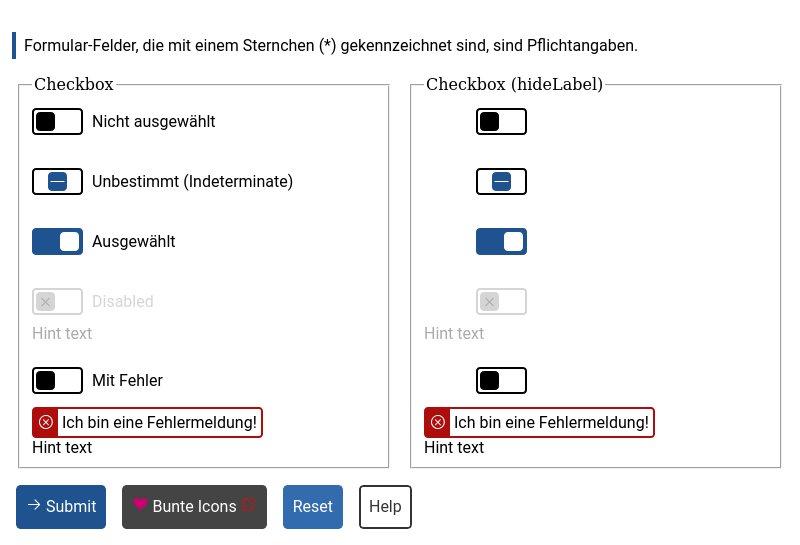 Formular-Felder, die mit einem Sternchen (*) gekennzeichnet sind, sind Pflichtangaben.
Checkbox
Nicht ausgewählt
Unbestimmt (Indeterminate)
Ausgewählt
Disabled
Hint text
Mit Fehler
Ich bin eine Fehlermeldung!
Hint text
Checkbox (hideLabel)
Hint text
Ich bin eine Fehlermeldung!
Hint text
Submit
Bunte Icons
Reset
Help